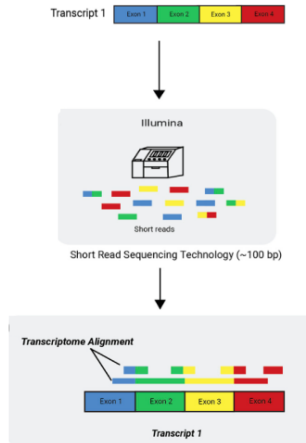 Transcript 1
Exon 1 Exon 2 Exon 3 Exon 4
Illumina
Short reads
Short Read Sequencing Technology (~100 bp)
Transcriptome Alignment
Exon 1 Exon 2 Exon 3 Exon 4
Transcript 1